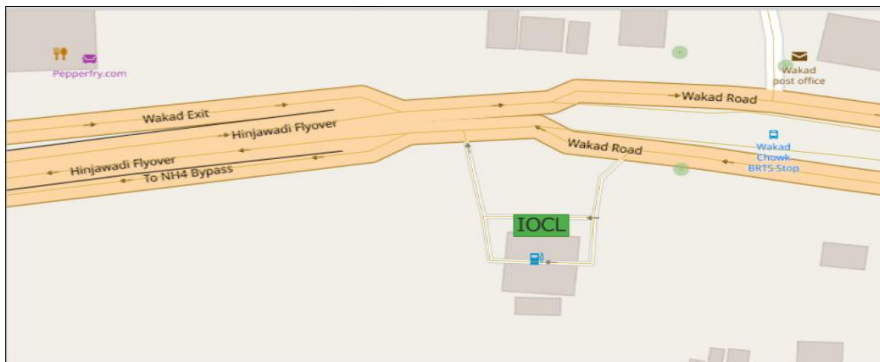 Pepperfry.com
Wakad
post office
Wakad Road
Wakad Exit
Hinjawadi Flyover
Hinjawadi Flyover
To NH4 Bypass
Wakad Road
Wakad
Chowk
BRTS Stop
IOCL